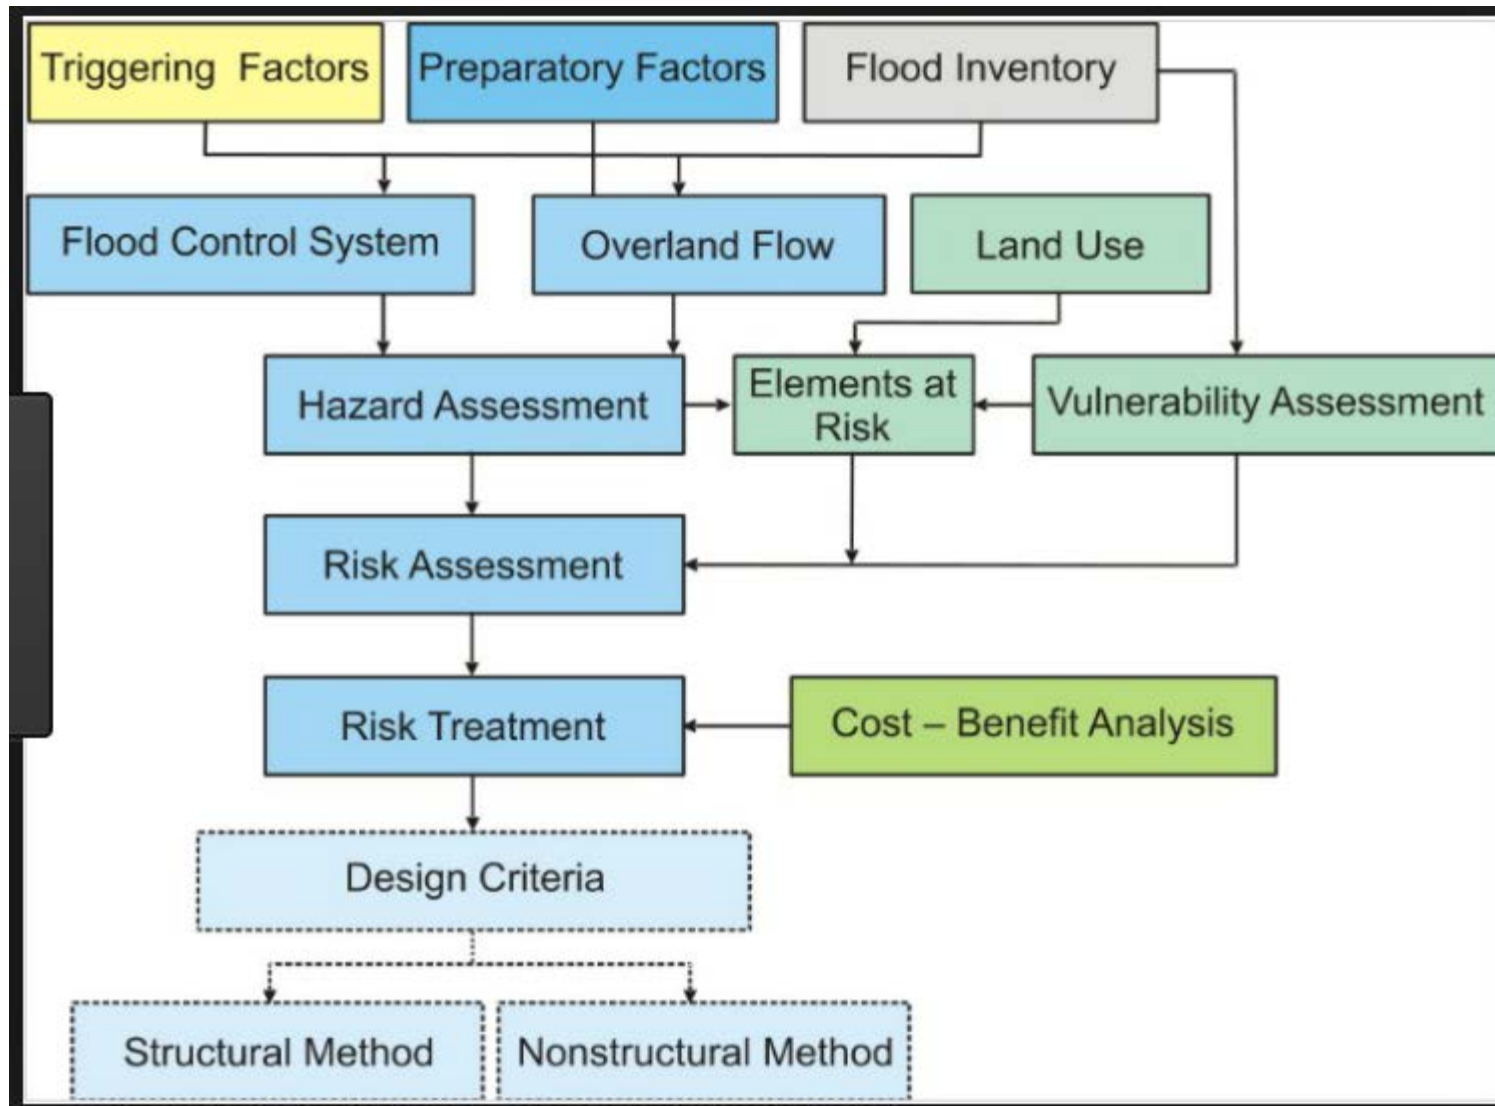 Triggering Factors
Preparatory Factors
Flood Inventory
Flood Control System
Overland Flow
Land Use
Hazard Assessment
Elements at
Risk
Vulnerability Assessment
Risk Assessment
Risk Treatment
Cost – Benefit Analysis
Design Criteria
Structural Method
Nonstructural Method